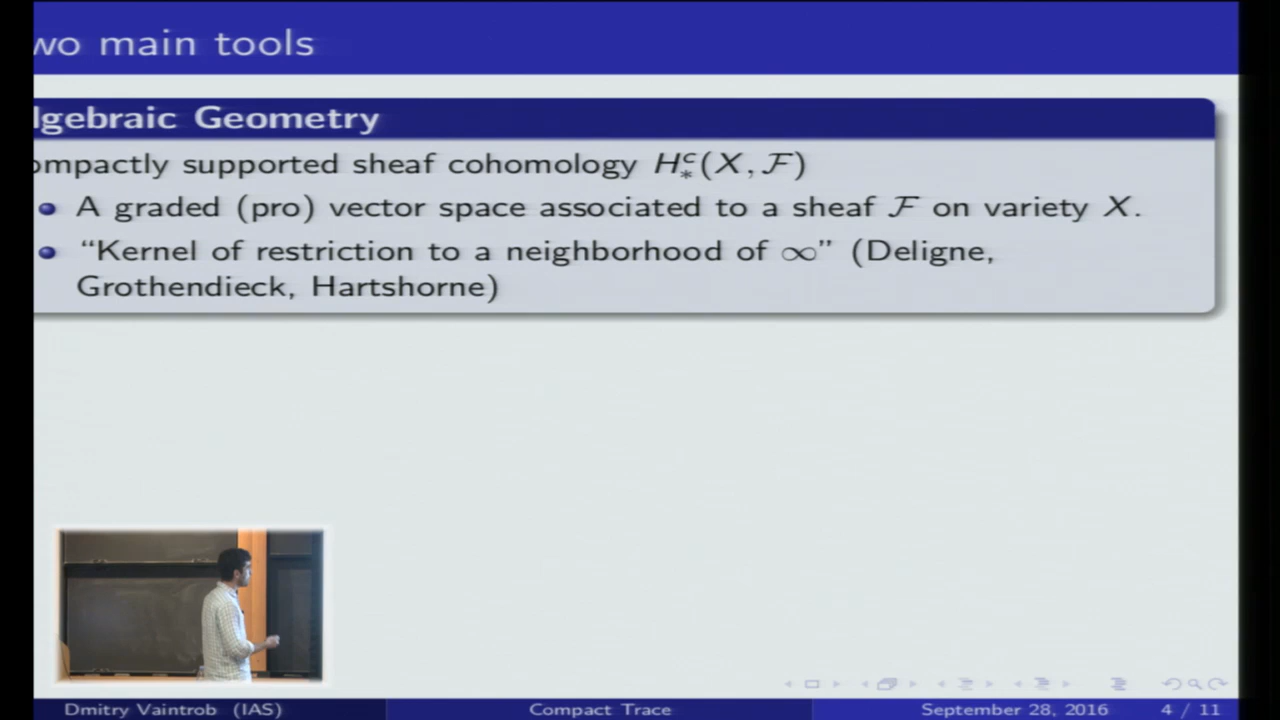 wo main tools
lgebraic Geometry
ompactly supported sheaf cohomology $H^c_*(X, \mathcal{F})$
• A graded (pro) vector space associated to a sheaf $\mathcal{F}$ on variety $X$.
• “Kernel of restriction to a neighborhood of ∞” (Deligne,
Grothendieck, Hartshorne)
Dmitry Vaintrob (IAS) Compact Trace September 28, 2016 4 / 11